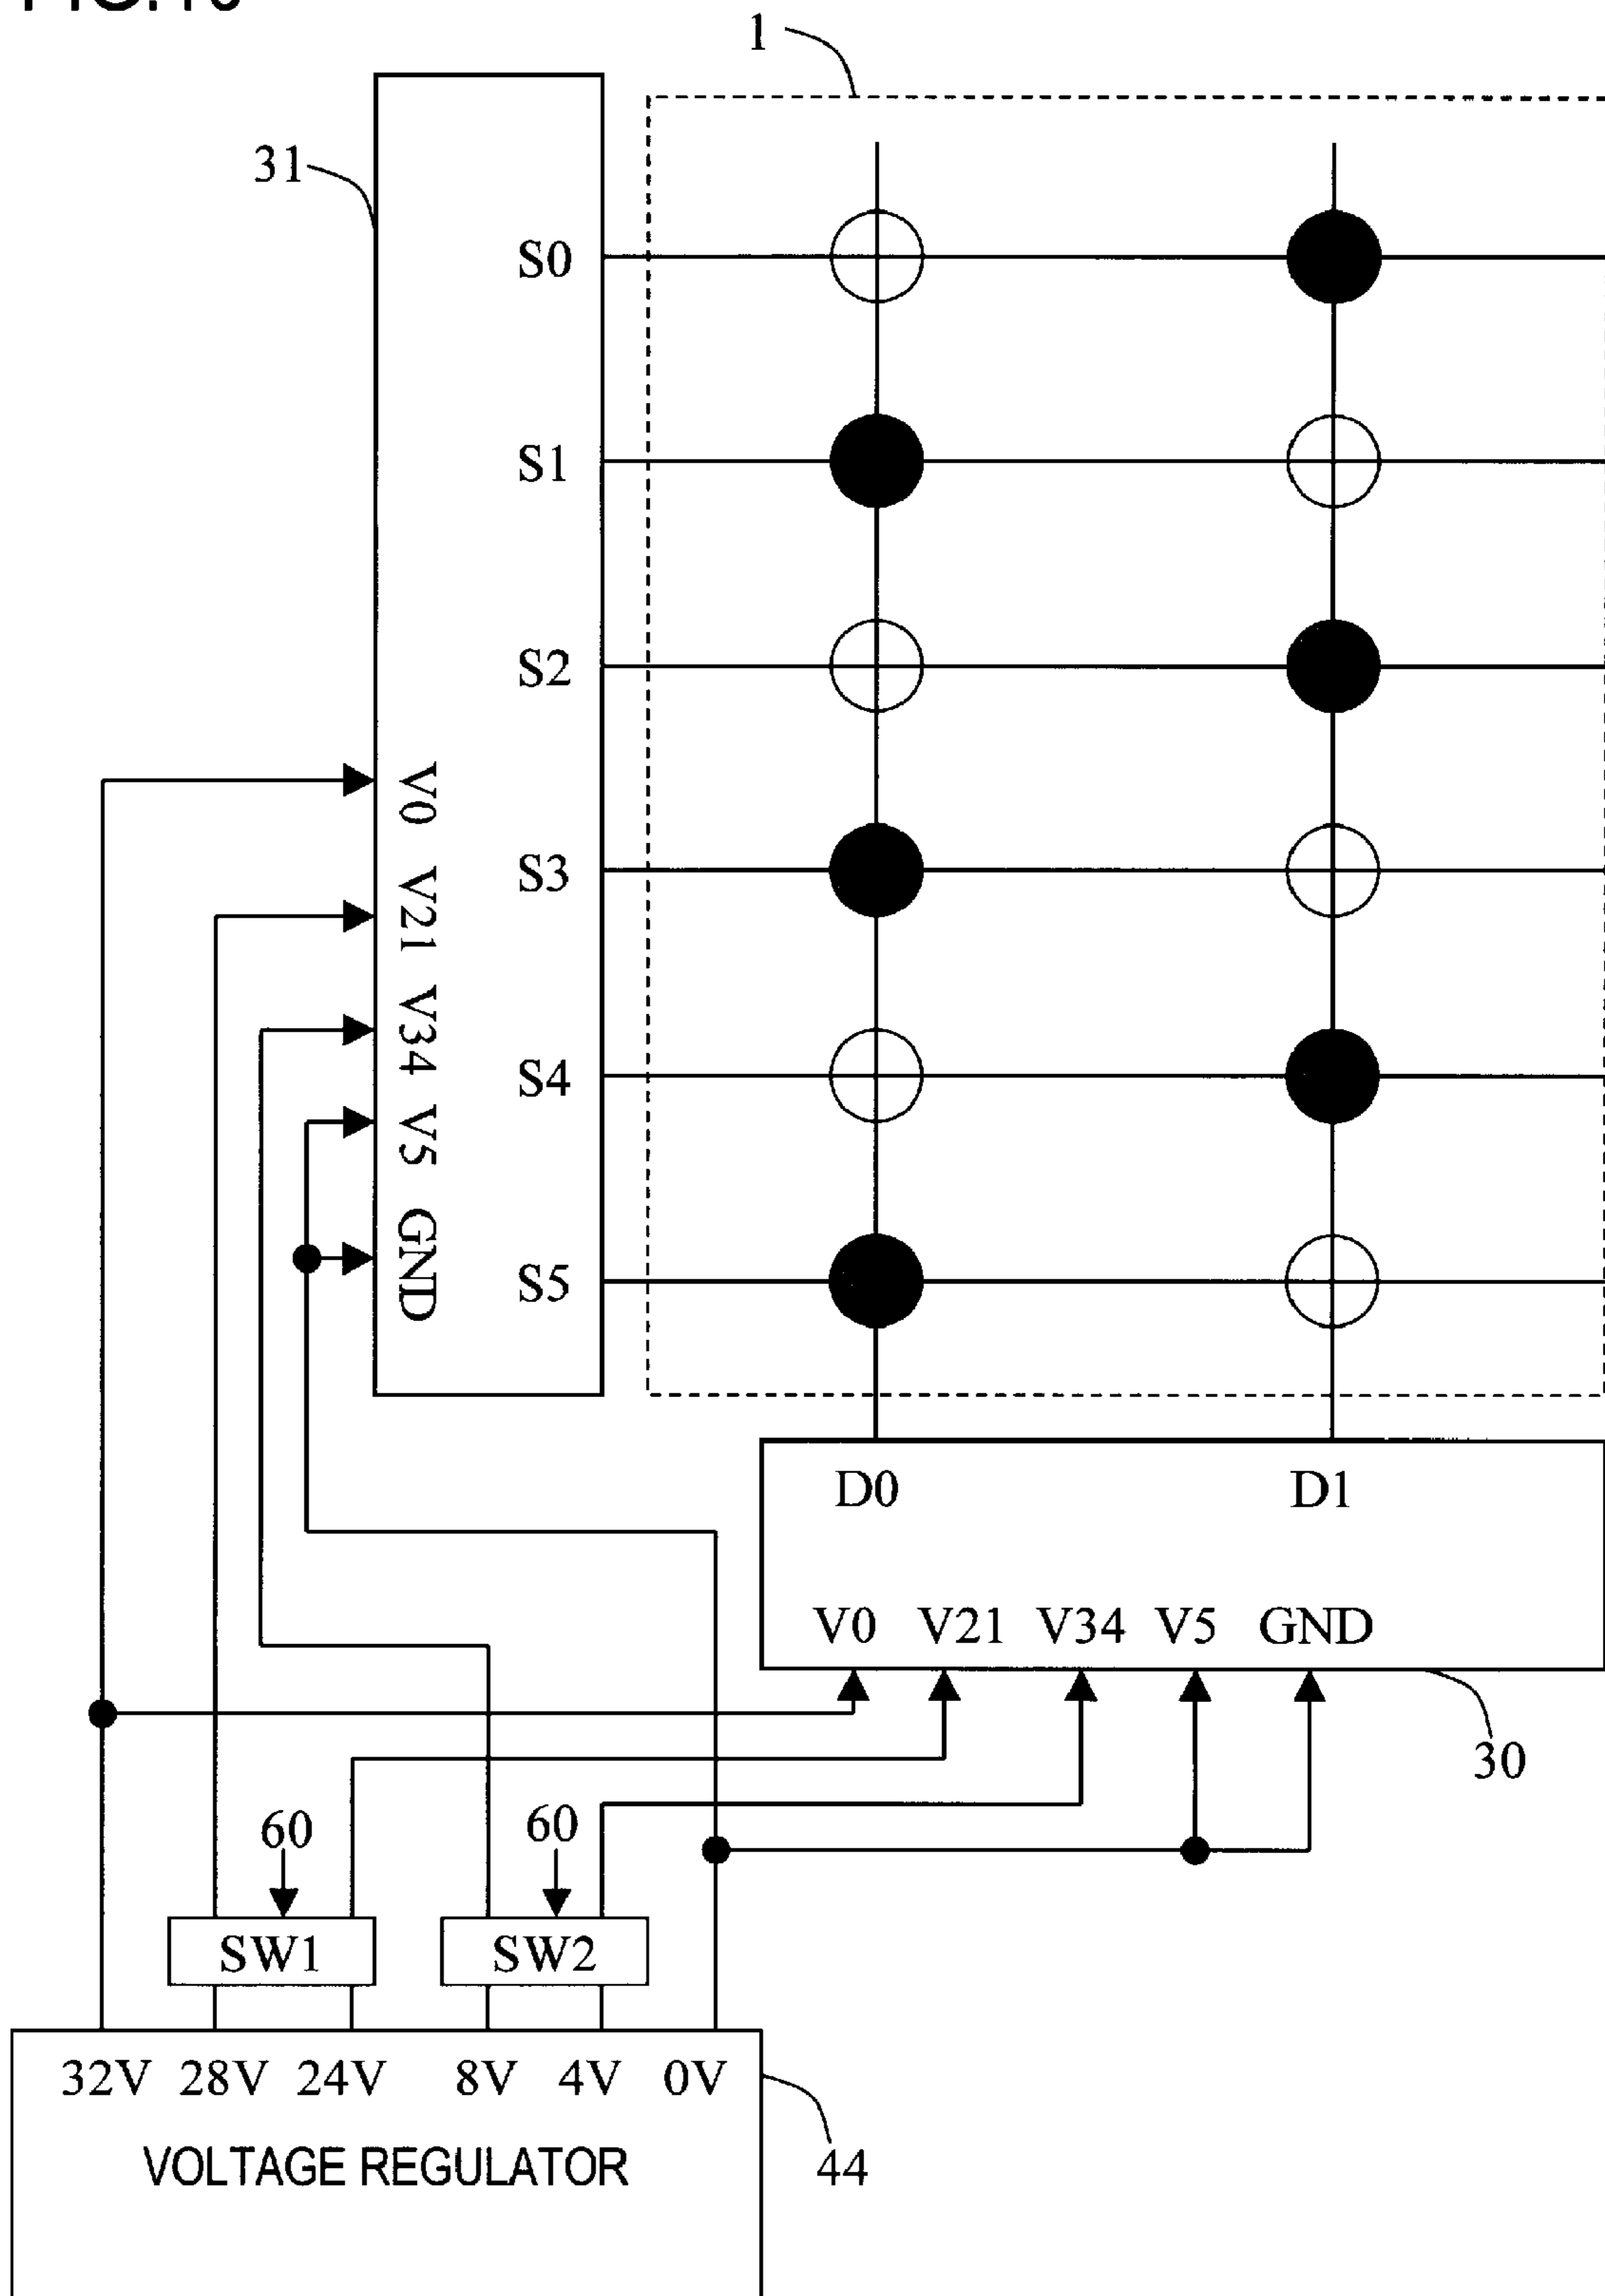 1
31
S0
S1
S2
V0
S3
V21
V34
S4
V5
GND
S5
D0 D1
V0 V21 V34 V5 GND
30
60 60
SW1 SW2
32V 28V 24V 8V 4V 0V
VOLTAGE REGULATOR
44